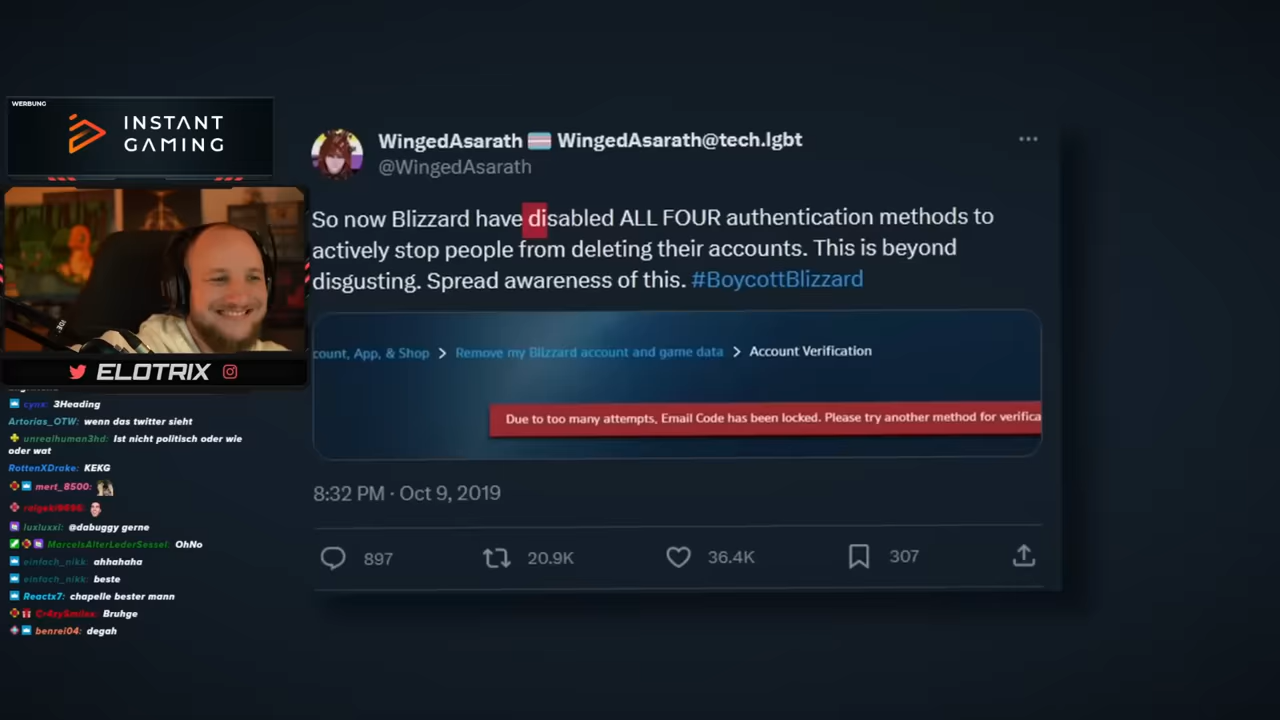 WERBUNG
INSTANT
GAMING
ELOTRIX
cyox: 3Heading
Artorias_OTW: wenn das twitter sieht
unrealhuman3hd: Ist nicht politisch oder wie
oder wat
RottenXDrake: KEKG
mert_8500:
luxluxxi: @dabuggy gerne
MarcelsAlterLederSessel: OhNo
einfach_nikk: ahhahaha
einfach_nikk: beste
Reactx7: chapelle bester mann
Cr4zySmilex: Bruhge
benrei04: degah
WingedAsarath WingedAsarath@tech.lgbt
@WingedAsarath
So now Blizzard have disabled ALL FOUR authentication methods to
actively stop people from deleting their accounts. This is beyond
disgusting. Spread awareness of this. #BoycottBlizzard
count, App, & Shop > Remove my Blizzard account and game data > Account Verification
Due to too many attempts, Email Code has been locked. Please try another method for verifica
8:32 PM · Oct 9, 2019
897 20.9K 36.4K 307